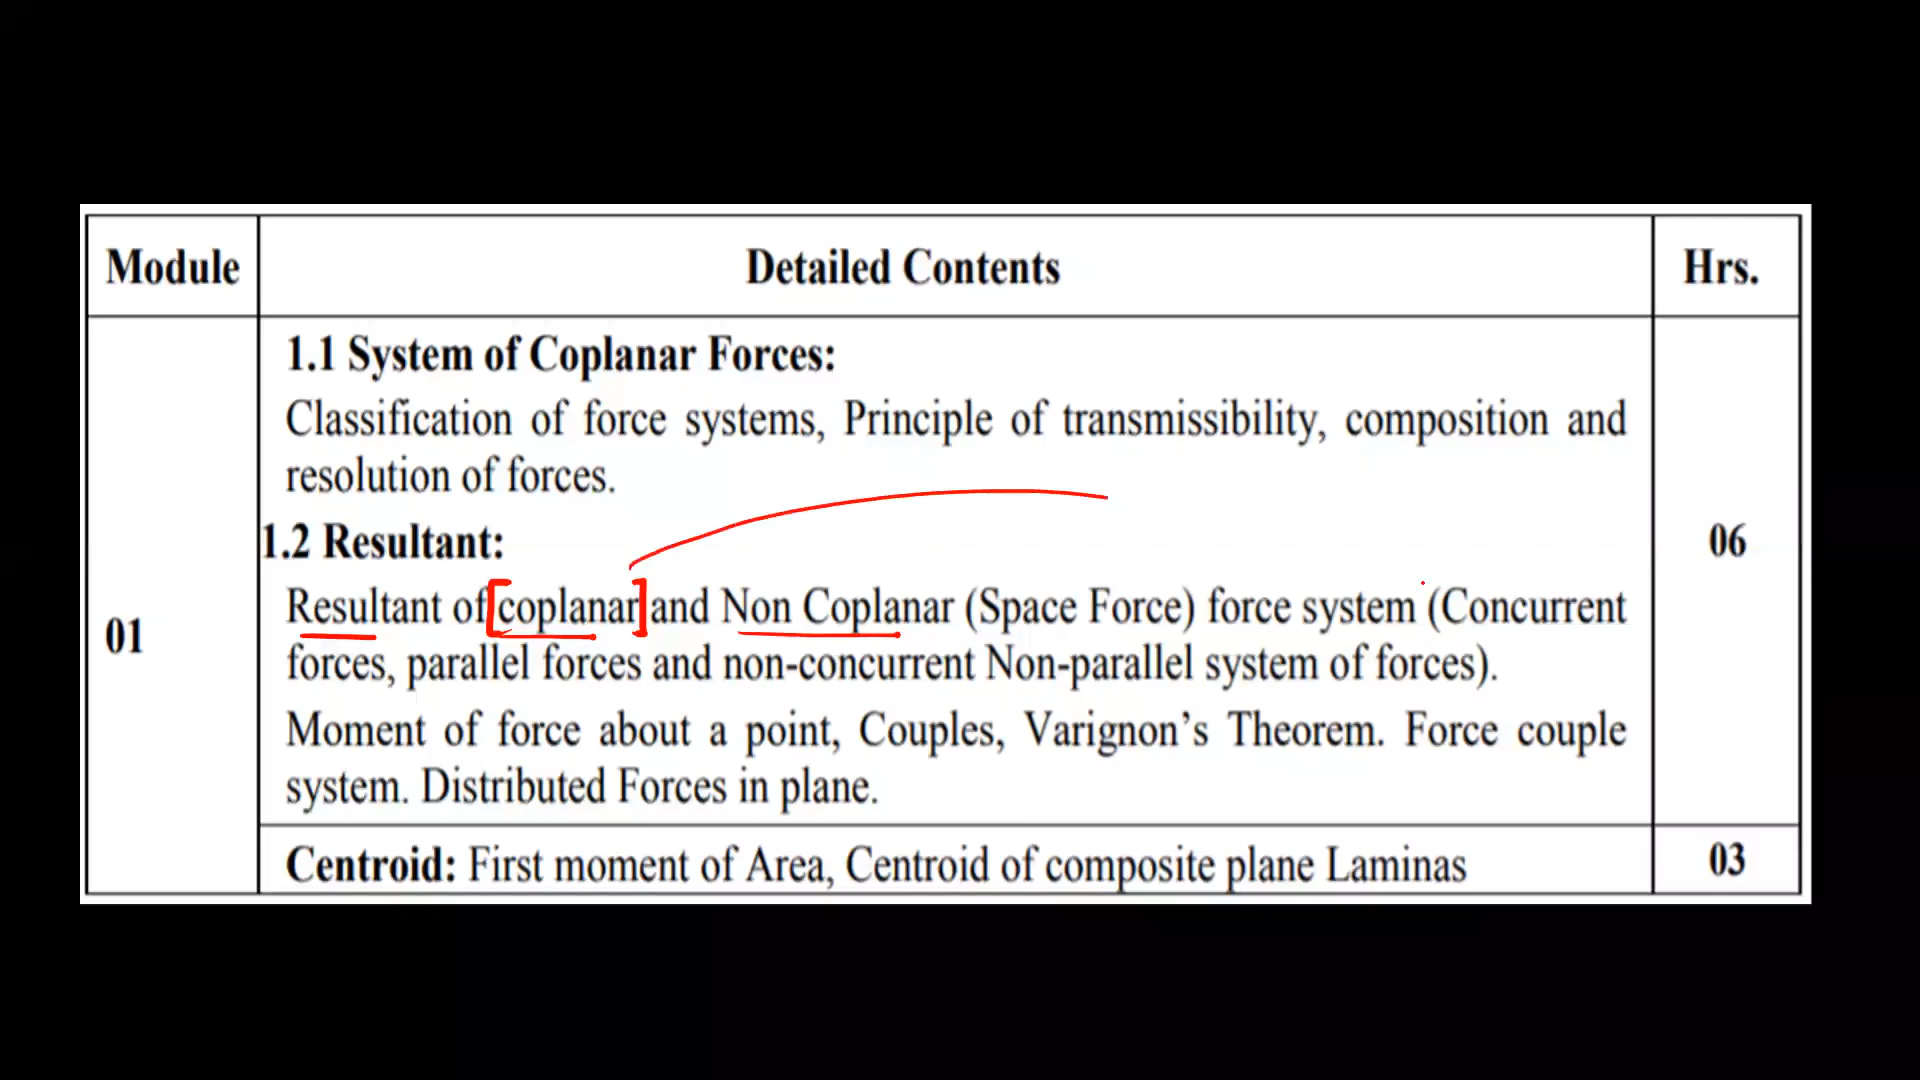 Module Detailed Contents Hrs.
1.1 System of Coplanar Forces:
Classification of force systems, Principle of transmissibility, composition and
resolution of forces.
1.2 Resultant:
06
Resultant of [coplanar] and Non Coplanar (Space Force) force system (Concurrent
01
forces, parallel forces and non-concurrent Non-parallel system of forces).
Moment of force about a point, Couples, Varignon's Theorem. Force couple
system. Distributed Forces in plane.
Centroid: First moment of Area, Centroid of composite plane Laminas 03